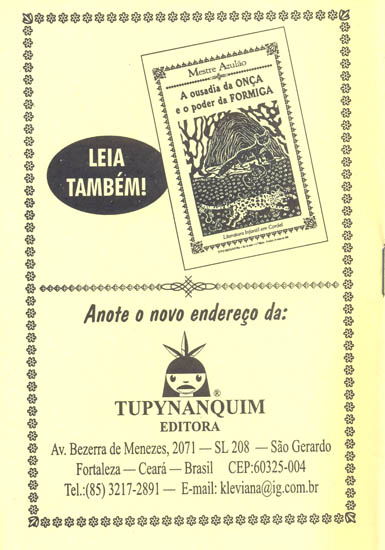 Mestre Azulão
A ousadia da ONÇA
e o poder da FORMIGA
LEIA
TAMBÉM!
Literatura Infantil em Cordel
Anote o novo endereço da:
®
TUPYNANQUIM
EDITORA
Av. Bezerra de Menezes, 2071 — SL 208 — São Gerardo
Fortaleza — Ceará — Brasil CEP:60325-004
Tel.:(85) 3217-2891 — E-mail: kleviana@ig.com.br